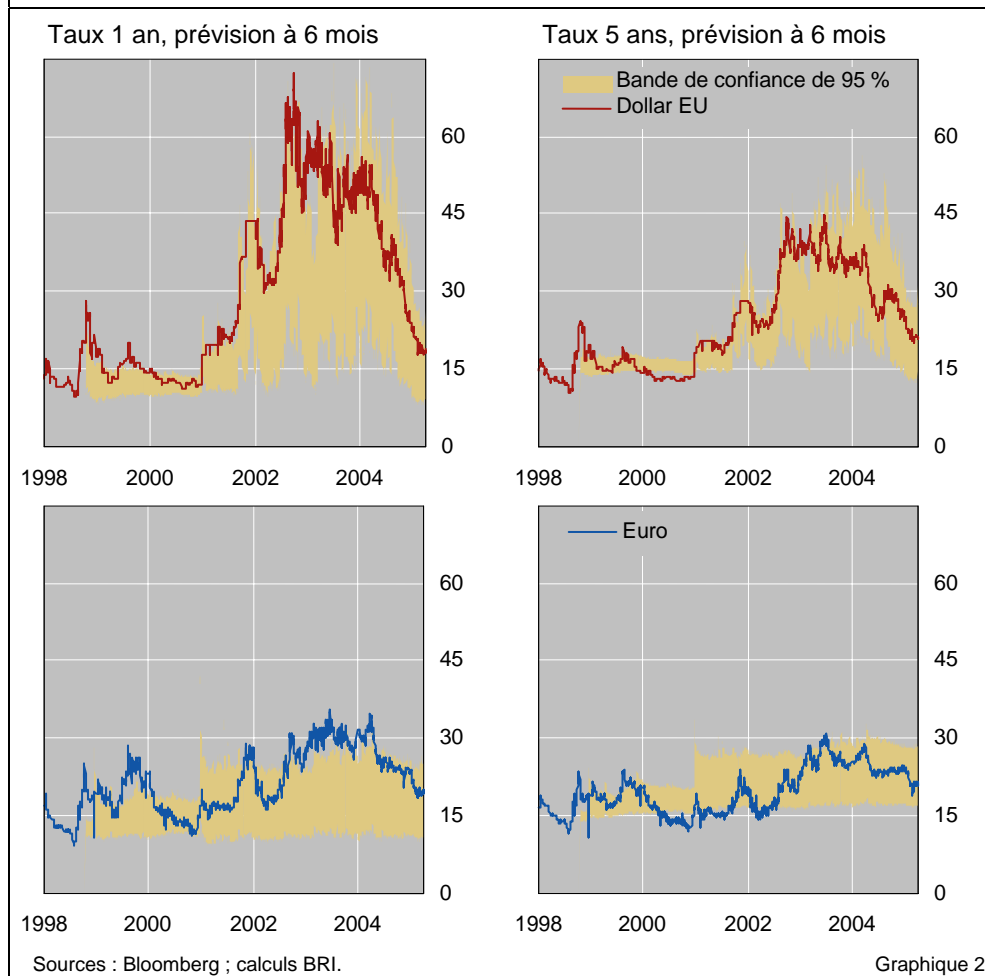 Taux 1 an, prévision à 6 mois
Taux 5 ans, prévision à 6 mois
Bande de confiance de 95 %
Dollar EU
60
45
30
15
0
60
45
30
15
0
1998 2000 2002 2004
1998 2000 2002 2004
Euro
60
45
30
15
0
60
45
30
15
0
1998 2000 2002 2004
1998 2000 2002 2004
Sources : Bloomberg ; calculs BRI.
Graphique 2